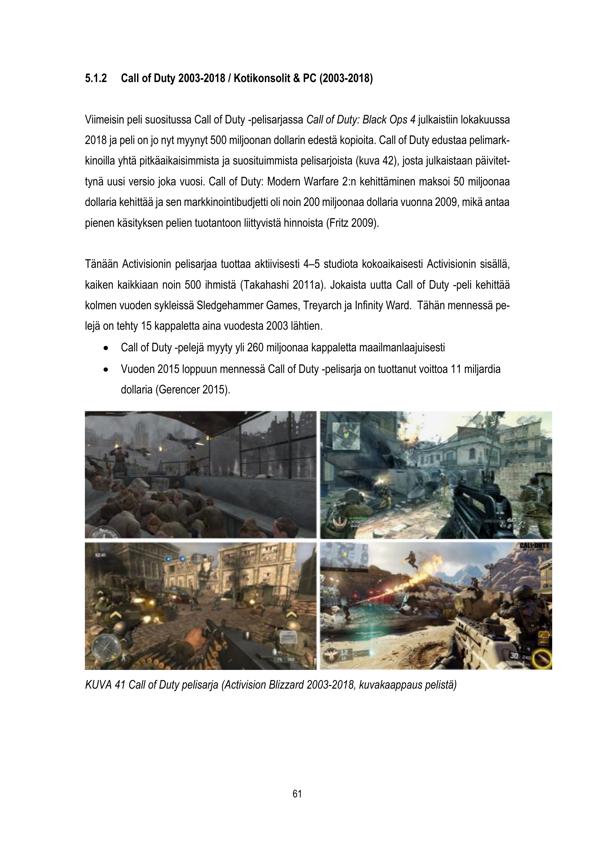 5.1.2 Call of Duty 2003-2018 / Kotikonsolit & PC (2003-2018)
Viimeisin peli suositussa Call of Duty -pelisarjassa Call of Duty: Black Ops 4 julkaistiin lokakuussa
2018 ja peli on jo nyt myynyt 500 miljoonan dollarin edestä kopioita. Call of Duty edustaa pelimark-
kinoilla yhtä pitkäaikaisimmista ja suosituimmista pelisarjoista (kuva 42), josta julkaistaan päivitet-
tynä uusi versio joka vuosi. Call of Duty: Modern Warfare 2:n kehittäminen maksoi 50 miljoonaa
dollaria kehittää ja sen markkinointibudjetti oli noin 200 miljoonaa dollaria vuonna 2009, mikä antaa
pienen käsityksen pelien tuotantoon liittyvistä hinnoista (Fritz 2009).
Tänään Activisionin pelisarjaa tuottaa aktiivisesti 4–5 studiota kokoaikaisesti Activisionin sisällä,
kaiken kaikkiaan noin 500 ihmistä (Takahashi 2011a). Jokaista uutta Call of Duty -peli kehittää
kolmen vuoden sykleissä Sledgehammer Games, Treyarch ja Infinity Ward. Tähän mennessä pe-
lejä on tehty 15 kappaletta aina vuodesta 2003 lähtien.
• Call of Duty -pelejä myyty yli 260 miljoonaa kappaletta maailmanlaajuisesti
• Vuoden 2015 loppuun mennessä Call of Duty -pelisarja on tuottanut voittoa 11 miljardia
dollaria (Gerencer 2015).
CALL OF DUTY
30
KUVA 41 Call of Duty pelisarja (Activision Blizzard 2003-2018, kuvakaappaus pelistä)
61